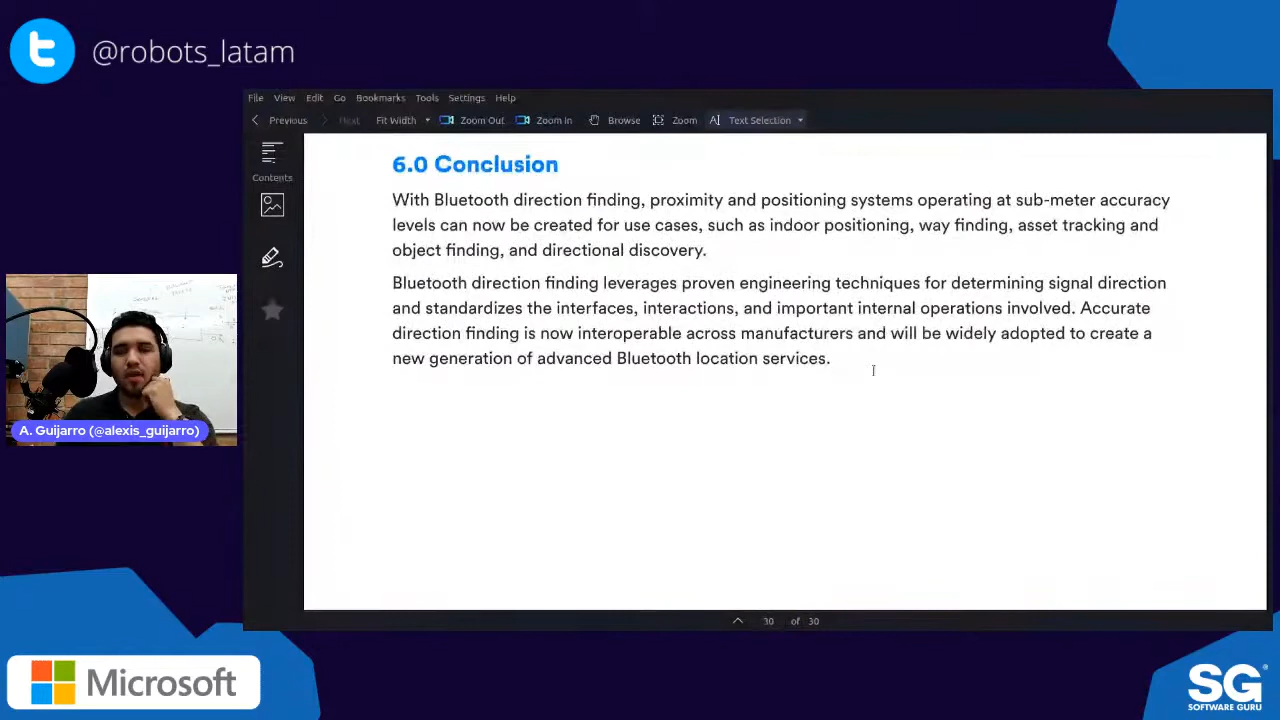 @robots_latam
File View Edit Go Bookmarks Tools Settings Help
Previous Next Fit Width Zoom Out Zoom In Browse Zoom Text Selection
Contents
6.0 Conclusion
With Bluetooth direction finding, proximity and positioning systems operating at sub-meter accuracy
levels can now be created for use cases, such as indoor positioning, way finding, asset tracking and
object finding, and directional discovery.
Bluetooth direction finding leverages proven engineering techniques for determining signal direction
and standardizes the interfaces, interactions, and important internal operations involved. Accurate
direction finding is now interoperable across manufacturers and will be widely adopted to create a
new generation of advanced Bluetooth location services.
A. Guijarro (@alexis_guijarro)
30 of 30
Microsoft
SG
SOFTWARE GURU